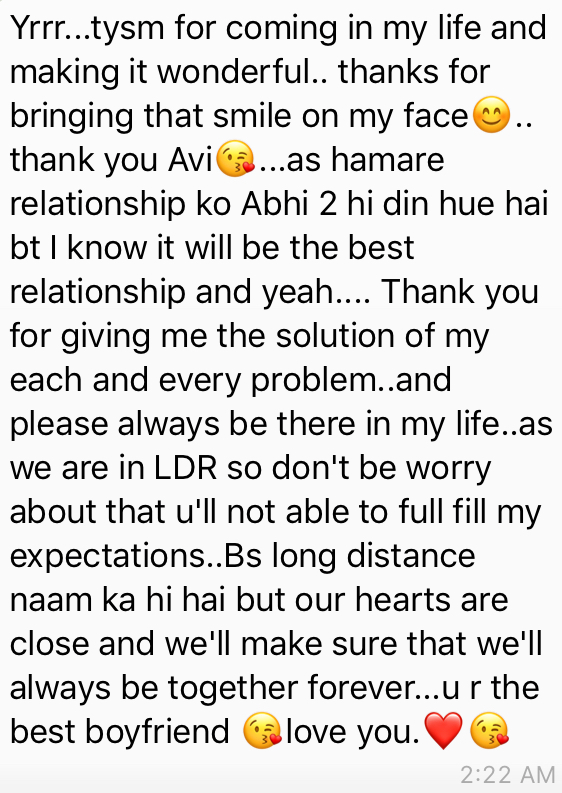 Yrrr...tysm for coming in my life and
making it wonderful.. thanks for
bringing that smile on my face😊..
thank you Avi😘...as hamare
relationship ko Abhi 2 hi din hue hai
bt I know it will be the best
relationship and yeah.... Thank you
for giving me the solution of my
each and every problem..and
please always be there in my life..as
we are in LDR so don't be worry
about that u'll not able to full fill my
expectations..Bs long distance
naam ka hi hai but our hearts are
close and we'll make sure that we'll
always be together forever...u r the
best boyfriend 😘love you.❤️😘
2:22 AM